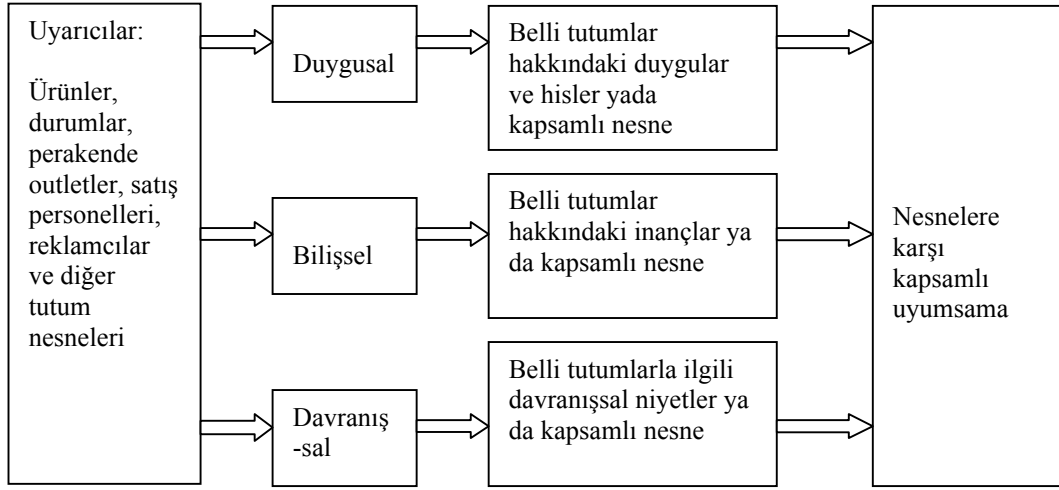 Uyarıcılar:
Ürünler,
durumlar,
perakende
outletler, satış
personelleri,
reklamcılar
ve diğer
tutum
nesneleri
Duygusal
Belli tutumlar
hakkındaki duygular
ve hisler yada
kapsamlı nesne
Bilişsel
Belli tutumlar
hakkındaki inançlar ya
da kapsamlı nesne
Davranış
-sal
Belli tutumlarla ilgili
davranışsal niyetler ya
da kapsamlı nesne
Nesnelere
karşı
kapsamlı
uyumsama